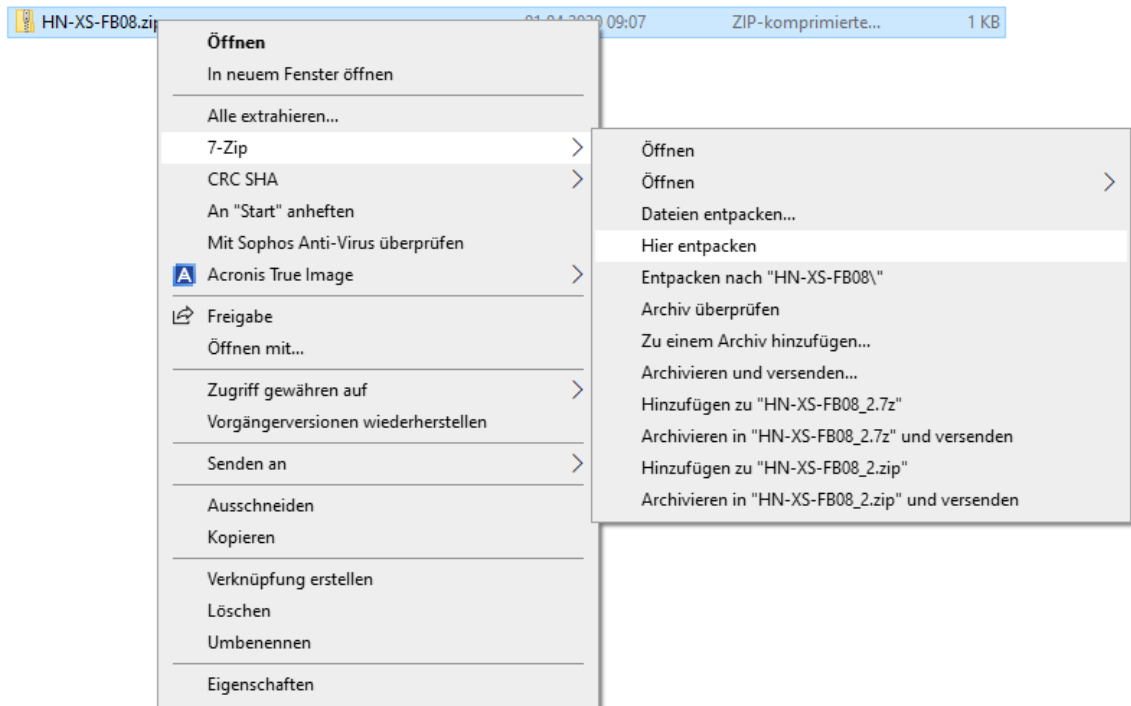 HN-XS-FB08.zip 09:07 ZIP-komprimierte... 1 KB
Öffnen
In neuem Fenster öffnen
Alle extrahieren...
7-Zip
CRC SHA
An "Start" anheften
Mit Sophos Anti-Virus überprüfen
A Acronis True Image
Freigabe
Öffnen mit...
Zugriff gewähren auf
Vorgängerversionen wiederherstellen
Senden an
Ausschneiden
Kopieren
Verknüpfung erstellen
Löschen
Umbenennen
Eigenschaften
Öffnen
Öffnen
Dateien entpacken...
Hier entpacken
Entpacken nach "HN-XS-FB08\"
Archiv überprüfen
Zu einem Archiv hinzufügen...
Archivieren und versenden...
Hinzufügen zu "HN-XS-FB08_2.7z"
Archivieren in "HN-XS-FB08_2.7z" und versenden
Hinzufügen zu "HN-XS-FB08_2.zip"
Archivieren in "HN-XS-FB08_2.zip" und versenden